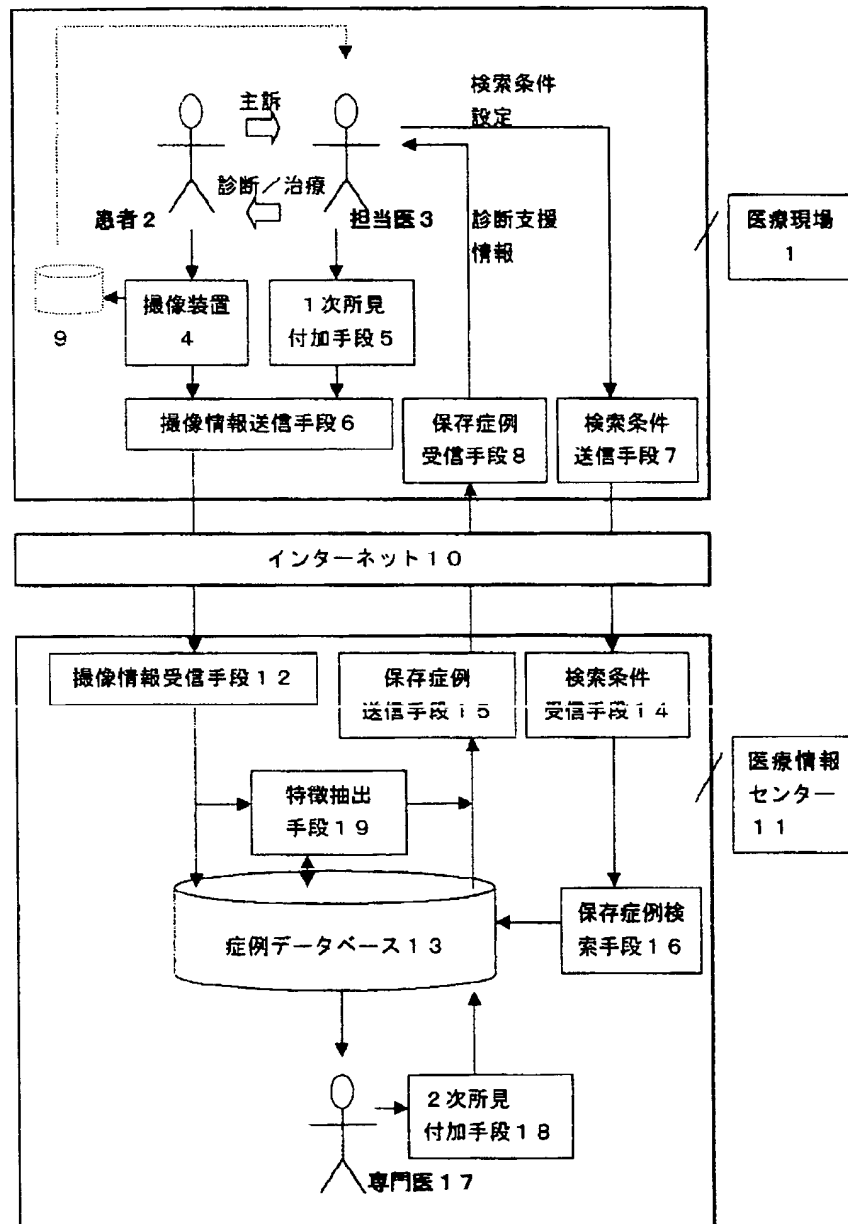 主訴
検索条件
設定
診断／治療
患者２
担当医３
診断支援
情報
医療現場
１
撮像装置
４
１次所見
付加手段５
９
撮像情報送信手段６
保存症例
受信手段８
検索条件
送信手段７
インターネット１０
撮像情報受信手段１２
保存症例
送信手段１５
検索条件
受信手段１４
特徴抽出
手段１９
医療情報
センター
１１
症例データベース１３
保存症例検
索手段１６
２次所見
付加手段１８
専門医１７